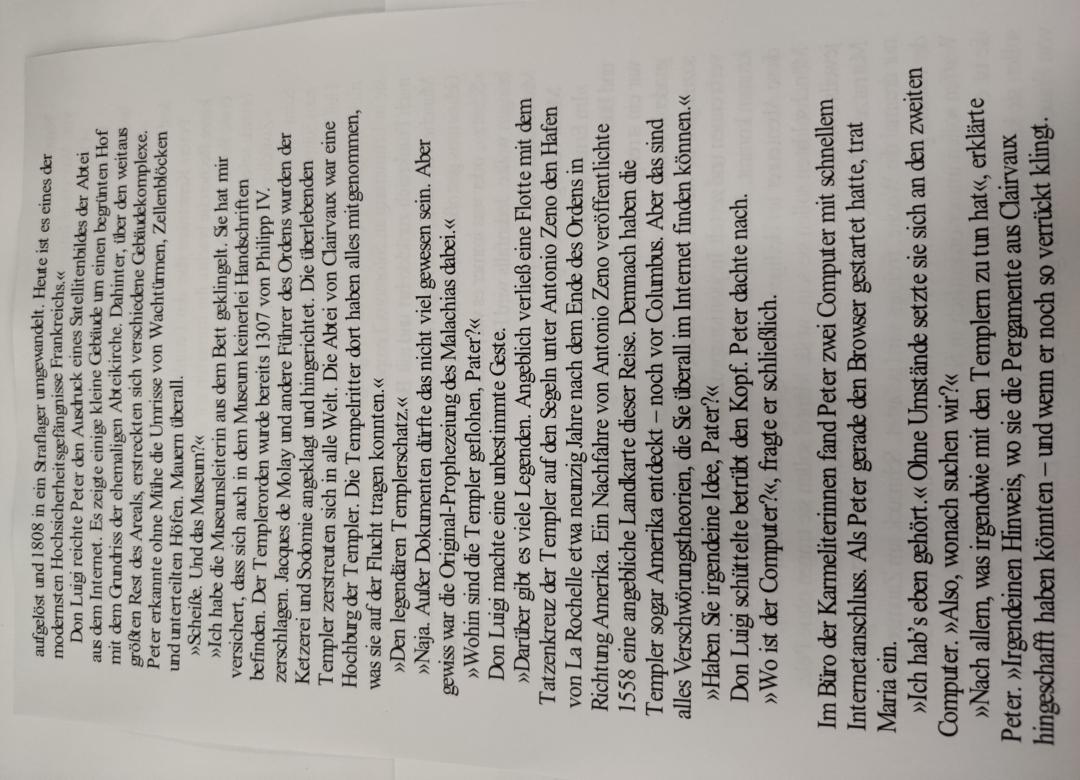 aufgelöst und 1808 in ein Straflager umgewandelt. Heute ist es eines der
modernsten Hochsicherheitsgefängnisse Frankreichs.«
Don Luigi reichte Peter den Ausdruck eines Satellitenbildes der Abtei
aus dem Internet. Es zeigte einige kleine Gebäude um einen begrünten Hof
mit dem Grundriss der ehemaligen Abteikirche. Dahinter, über den weitaus
größten Rest des Areals, erstreckten sich verschiedene Gebäudekomplexe.
Peter erkannte ohne Mühe die Umrisse von Wachtürmen, Zellenblöcken
und unterteilten Höfen. Mauern überall.
»Scheiße. Und das Museum?«
»Ich habe die Museumsleiterin aus dem Bett geklingelt. Sie hat mir
versichert, dass sich auch in dem Museum keinerlei Handschriften
befinden. Der Templerorden wurde bereits 1307 von Philipp IV.
zerschlagen. Jacques de Molay und andere Führer des Ordens wurden der
Ketzerei und Sodomie angeklagt und hingerichtet. Die überlebenden
Templer zerstreuten sich in alle Welt. Die Abtei von Clairvaux war eine
Hochburg der Templer. Die Tempelritter dort haben alles mitgenommen,
was sie auf der Flucht tragen konnten.«
»Den legendären Templerschatz.«
»Naja. Außer Dokumenten dürfte das nicht viel gewesen sein. Aber
gewiss war die Original-Prophezeiung des Malachias dabei.«
»Wohin sind die Templer geflohen, Pater?«
Don Luigi machte eine unbestimmte Geste.
»Darüber gibt es viele Legenden. Angeblich verließ eine Flotte mit dem
Tatzenkreuz der Templer auf den Segeln unter Antonio Zeno den Hafen
von La Rochelle etwa neunzig Jahre nach dem Ende des Ordens in
Richtung Amerika. Ein Nachfahre von Antonio Zeno veröffentlichte
1558 eine angebliche Landkarte dieser Reise. Demnach haben die
Templer sogar Amerika entdeckt – noch vor Columbus. Aber das sind
alles Verschwörungstheorien, die Sie überall im Internet finden können.«
»Haben Sie irgendeine Idee, Pater?«
Don Luigi schüttelte betrübt den Kopf. Peter dachte nach.
»Wo ist der Computer?«, fragte er schließlich.
Im Büro der Karmeliterinnen fand Peter zwei Computer mit schnellem
Internetanschluss. Als Peter gerade den Browser gestartet hatte, trat
Maria ein.
»Ich hab's eben gehört.« Ohne Umstände setzte sie sich an den zweiten
Computer. »Also, wonach suchen wir?«
»Nach allem, was irgendwie mit den Templern zu tun hat«, erklärte
Peter. »Irgendeinen Hinweis, wo sie die Pergamente aus Clairvaux
hingeschafft haben könnten – und wenn er noch so verrückt klingt.